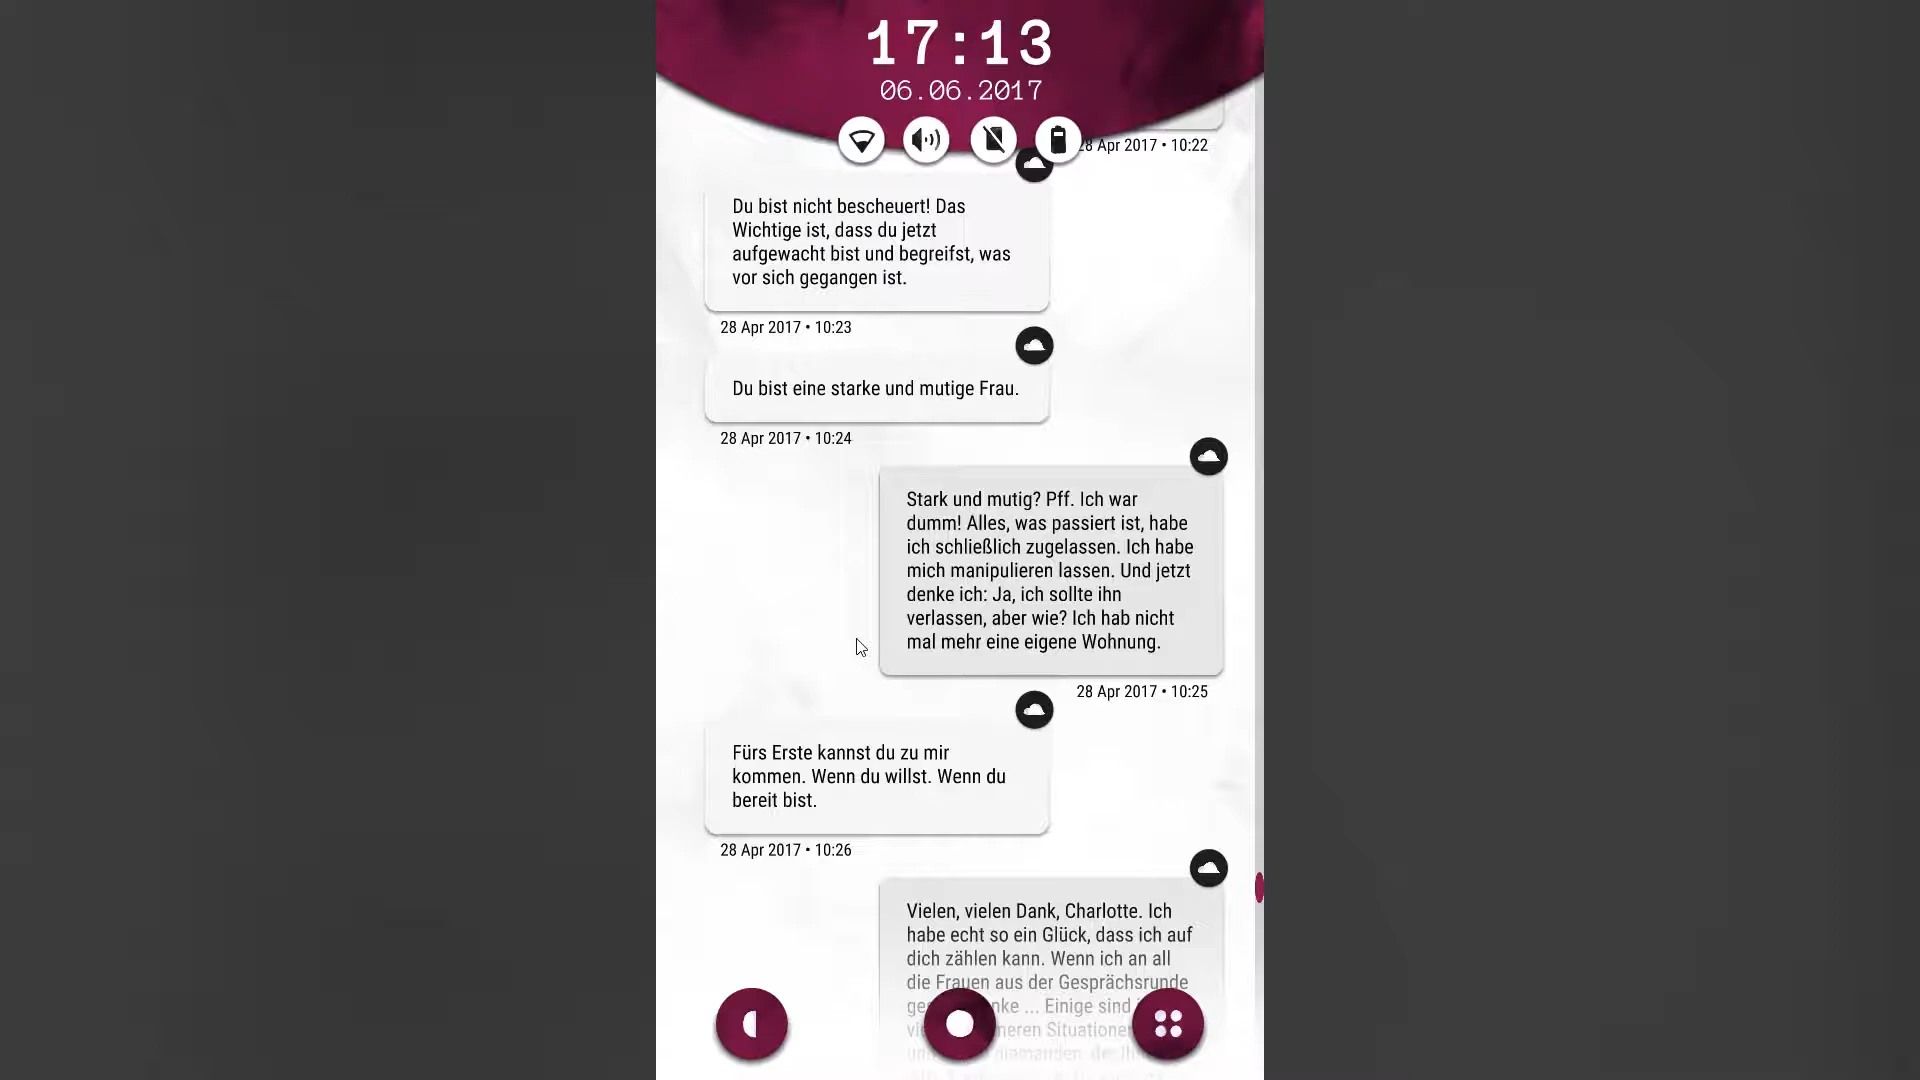 17:13
06.06.2017
28 Apr 2017 • 10:22
Du bist nicht bescheuert! Das
Wichtige ist, dass du jetzt
aufgewacht bist und begreifst, was
vor sich gegangen ist.
28 Apr 2017 • 10:23
Du bist eine starke und mutige Frau.
28 Apr 2017 • 10:24
Stark und mutig? Pff. Ich war
dumm! Alles, was passiert ist, habe
ich schließlich zugelassen. Ich habe
mich manipulieren lassen. Und jetzt
denke ich: Ja, ich sollte ihn
verlassen, aber wie? Ich hab nicht
mal mehr eine eigene Wohnung.
28 Apr 2017 • 10:25
Fürs Erste kannst du zu mir
kommen. Wenn du willst. Wenn du
bereit bist.
28 Apr 2017 • 10:26
Vielen, vielen Dank, Charlotte. Ich
habe echt so ein Glück, dass ich auf
dich zählen kann. Wenn ich an all
die Frauen aus der Gesprächsrunde
... Einige sind
Situationen